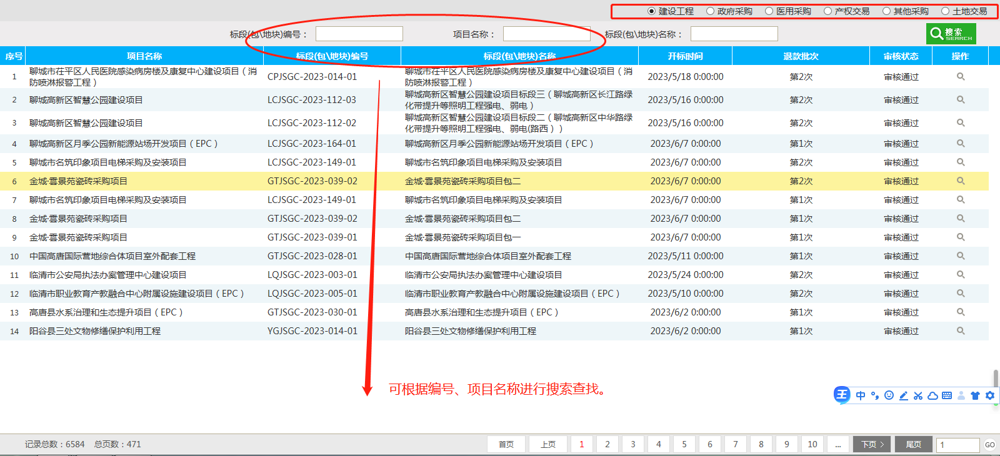 建设工程 政府采购 医用采购 产权交易 其他采购 土地交易
标段(包\地块)编号： 项目名称： 标段(包\地块)名称： 搜索
SEARCH
序号 项目名称 标段(包\地块)编号 标段(包\地块)名称 开标时间 退款批次 审核状态 操作
1 聊城市茌平区人民医院感染病房楼及康复中心建设项目（消防喷淋报警工程） CPJSGC-2023-014-01 聊城市茌平区人民医院感染病房楼及康复中心建设项目（消防喷淋报警工程） 2023/5/18 0:00:00 第2次 审核通过
2 聊城高新区智慧公园建设项目 LCJSGC-2023-112-03 聊城高新区智慧公园建设项目标段三（聊城高新区长江路绿化带提升等照明工程强电、弱电） 2023/5/16 0:00:00 第2次 审核通过
3 聊城高新区智慧公园建设项目 LCJSGC-2023-112-02 聊城高新区智慧公园建设项目标段二（聊城高新区中华路绿化带提升等照明工程强电、弱电(路西）） 2023/5/16 0:00:00 第2次 审核通过
4 聊城高新区月季公园新能源站场开发项目（EPC） LCJSGC-2023-164-01 聊城高新区月季公园新能源站场开发项目（EPC） 2023/6/7 0:00:00 第1次 审核通过
5 聊城市名筑印象项目电梯采购及安装项目 LCJSGC-2023-149-01 聊城市名筑印象项目电梯采购及安装项目 2023/6/7 0:00:00 第2次 审核通过
6 金城·雲景苑瓷砖采购项目 GTJSGC-2023-039-02 金城·雲景苑瓷砖采购项目包二 2023/6/7 0:00:00 第2次 审核通过
7 聊城市名筑印象项目电梯采购及安装项目 LCJSGC-2023-149-01 聊城市名筑印象项目电梯采购及安装项目 2023/6/7 0:00:00 第1次 审核通过
8 金城·雲景苑瓷砖采购项目 GTJSGC-2023-039-02 金城·雲景苑瓷砖采购项目包二 2023/6/7 0:00:00 第1次 审核通过
9 金城·雲景苑瓷砖采购项目 GTJSGC-2023-039-01 金城·雲景苑瓷砖采购项目包一 2023/6/7 0:00:00 第1次 审核通过
10 中国高唐国际营地综合体项目室外配套工程 GTJSGC-2023-028-01 中国高唐国际营地综合体项目室外配套工程 2023/5/11 0:00:00 第1次 审核通过
11 临清市公安局执法办案管理中心建设项目 LQJSGC-2023-003-01 临清市公安局执法办案管理中心建设项目 2023/5/24 0:00:00 第2次 审核通过
12 临清市职业教育产教融合中心附属设施建设项目（EPC） LQJSGC-2023-005-01 临清市职业教育产教融合中心附属设施建设项目（EPC） 2023/5/10 0:00:00 第2次 审核通过
13 高唐县水系治理和生态提升项目（EPC） GTJSGC-2023-030-01 高唐县水系治理和生态提升项目（EPC） 2023/6/2 0:00:00 第1次 审核通过
14 阳谷县三处文物修缮保护利用工程 YGJSGC-2023-014-01 阳谷县三处文物修缮保护利用工程 2023/6/2 0:00:00 第1次 审核通过
可根据编号、项目名称进行搜索查找。
王 中
记录总数：6584 总页数：471 首页 上页 1 2 3 4 5 6 7 8 9 10 ... 下页 尾页 1 GO